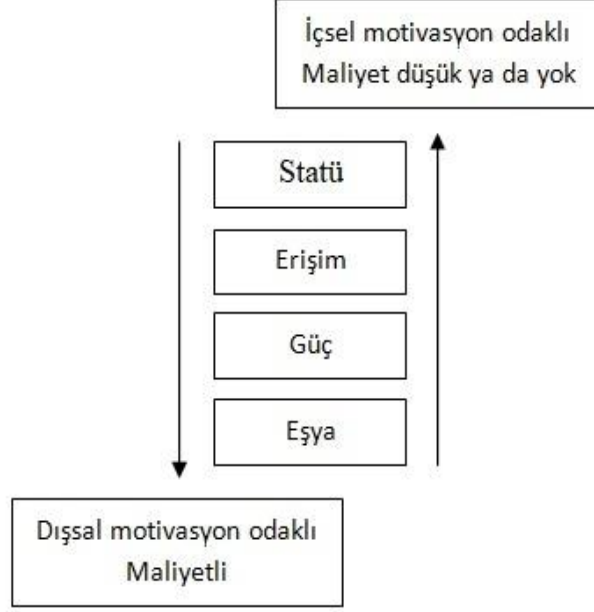 İçsel motivasyon odaklı
Maliyet düşük ya da yok
Statü
Erişim
Güç
Eşya
Dışsal motivasyon odaklı
Maliyetli